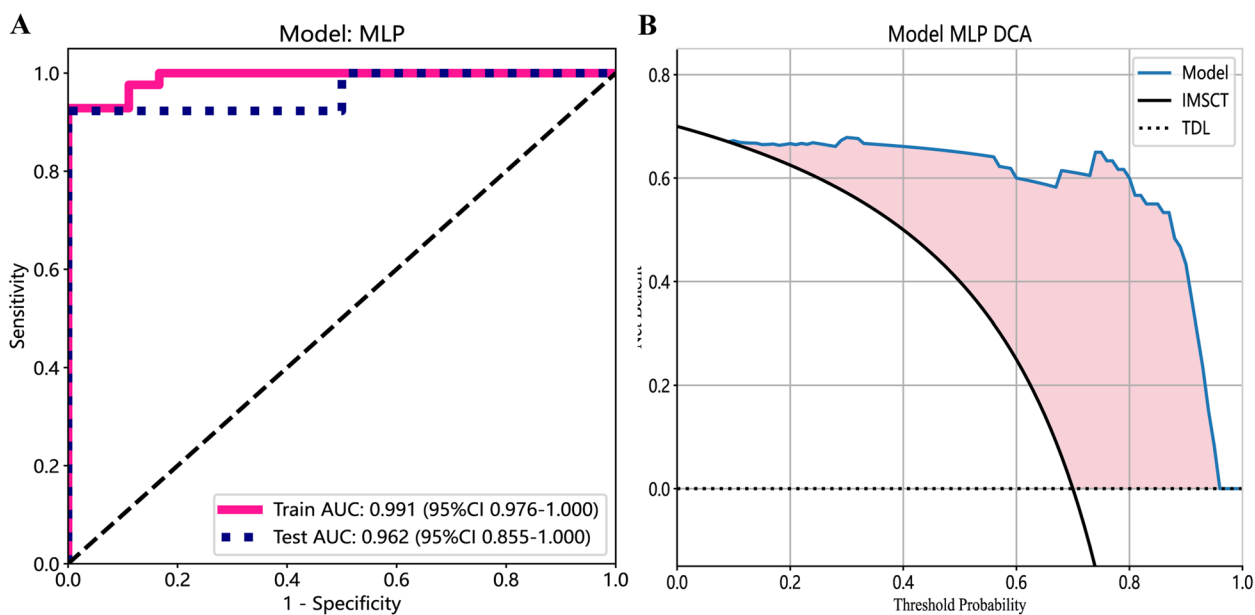 A
Model: MLP
1.0
0.8
0.6
0.4
0.2
0.0
Sensitivity
Train AUC: 0.991 (95%CI 0.976-1.000)
Test AUC: 0.962 (95%CI 0.855-1.000)
0.0 0.2 0.4 0.6 0.8 1.0
1 - Specificity
B
Model MLP DCA
0.8
0.6
0.4
0.2
0.0
Net Benefit
Model
IMSCT
TDL
0.0 0.2 0.4 0.6 0.8 1.0
Threshold Probability